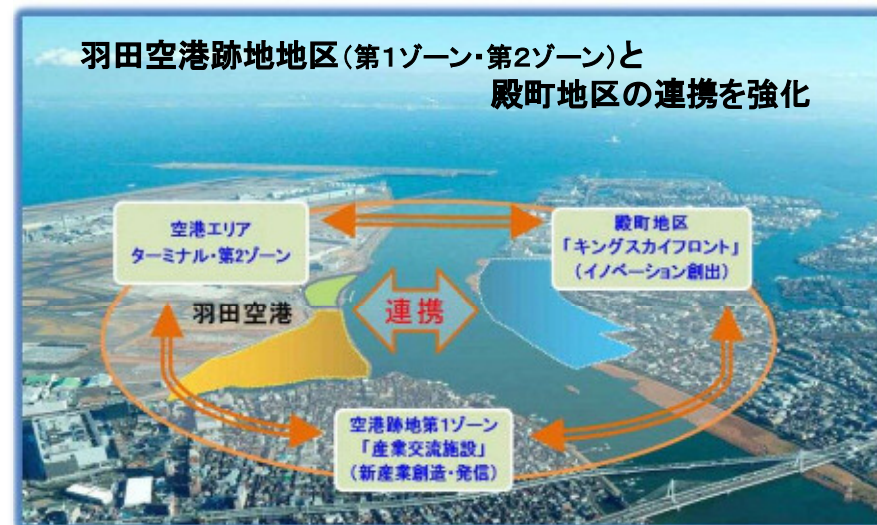 羽田空港跡地地区(第1ゾーン・第2ゾーン)と
殿町地区の連携を強化
空港エリア
ターミナル・第2ゾーン
殿町地区
「キングスカイフロント」
(イノベーション創出)
羽田空港
連携
空港跡地第1ゾーン
「産業交流施設」
(新産業創造・発信)